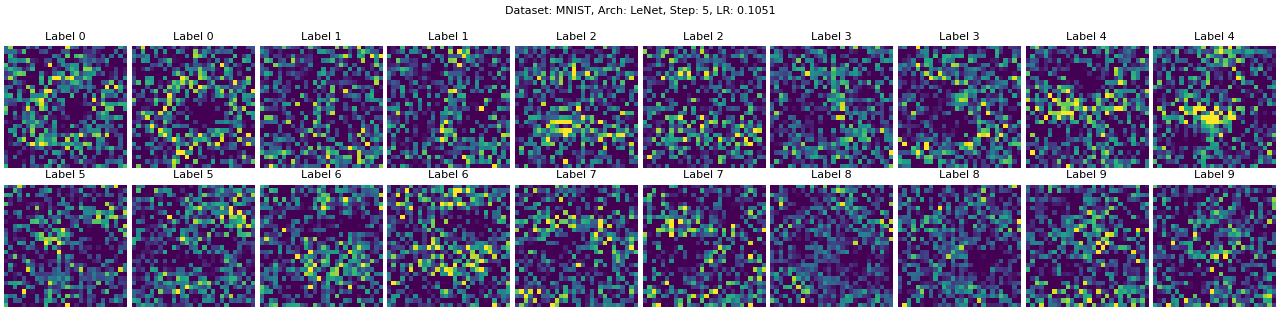 Dataset: MNIST, Arch: LeNet, Step: 5, LR: 0.1051
Label 0 Label 0 Label 1 Label 1 Label 2 Label 2 Label 3 Label 3 Label 4 Label 4
Label 5 Label 5 Label 6 Label 6 Label 7 Label 7 Label 8 Label 8 Label 9 Label 9